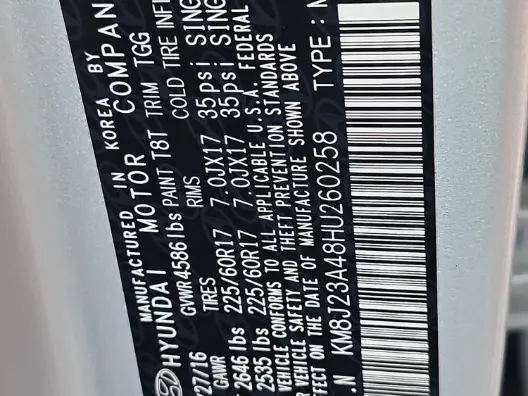 MANUFACTURED IN KOREA BY
HYUNDAI MOTOR COMPAN
GVWR 4586 lbs PAINT T8T TRIM TGG
27/16
GAWR TIRES RIMS COLD TIRE INF
2646 lbs 225/60R17 7.0JX17 35psi SING
2535 lbs 225/60R17 7.0JX17 35psi SING
VEHICLE CONFORMS TO ALL APPLICABLE U.S.A. FEDERAL
R VEHICLE SAFETY AND THEFT PREVENTION STANDARDS
FFECT ON THE DATE OF MANUFACTURE SHOWN ABOVE
.N KM8J23A48HU260258 TYPE :